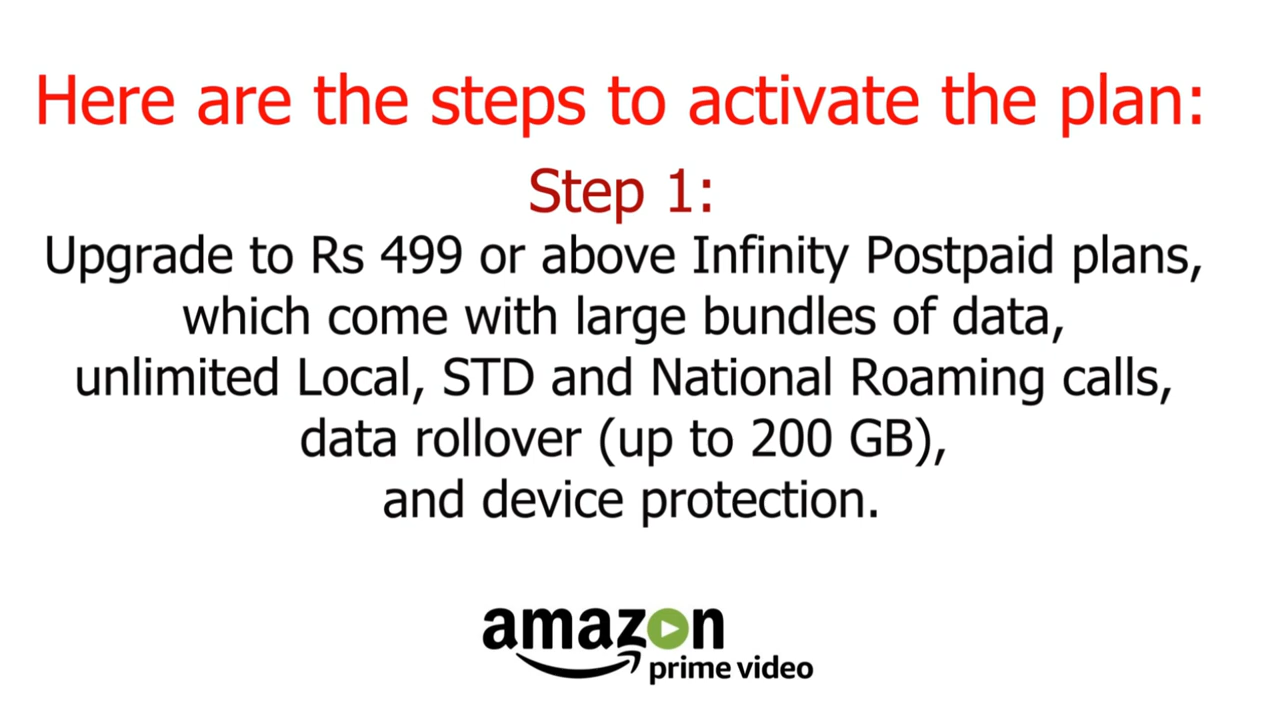 Here are the steps to activate the plan:
Step 1:
Upgrade to Rs 499 or above Infinity Postpaid plans,
which come with large bundles of data,
unlimited Local, STD and National Roaming calls,
data rollover (up to 200 GB),
and device protection.
amazon
prime video